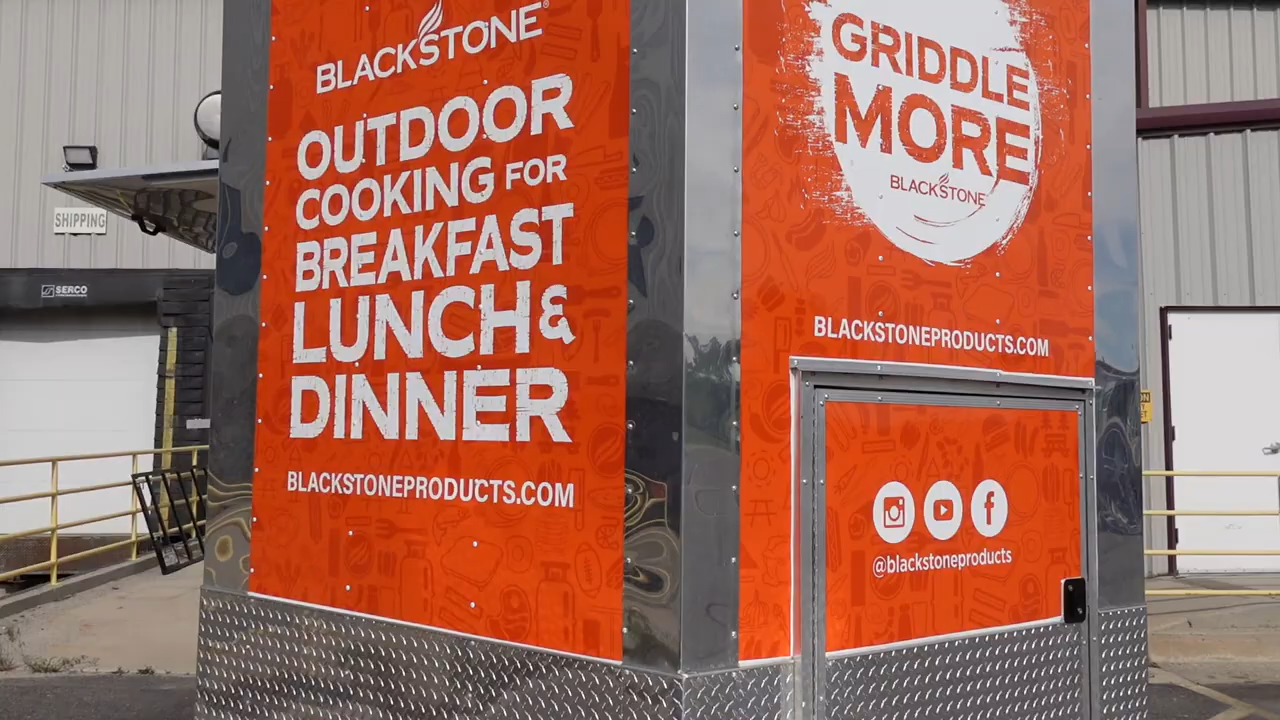 BLACKSTONE®
OUTDOOR
COOKING FOR
BREAKFAST
LUNCH &
DINNER
BLACKSTONEPRODUCTS.COM
GRIDDLE
MORE
BLACKSTONE
BLACKSTONEPRODUCTS.COM
@blackstoneproducts
SHIPPING
SERCO